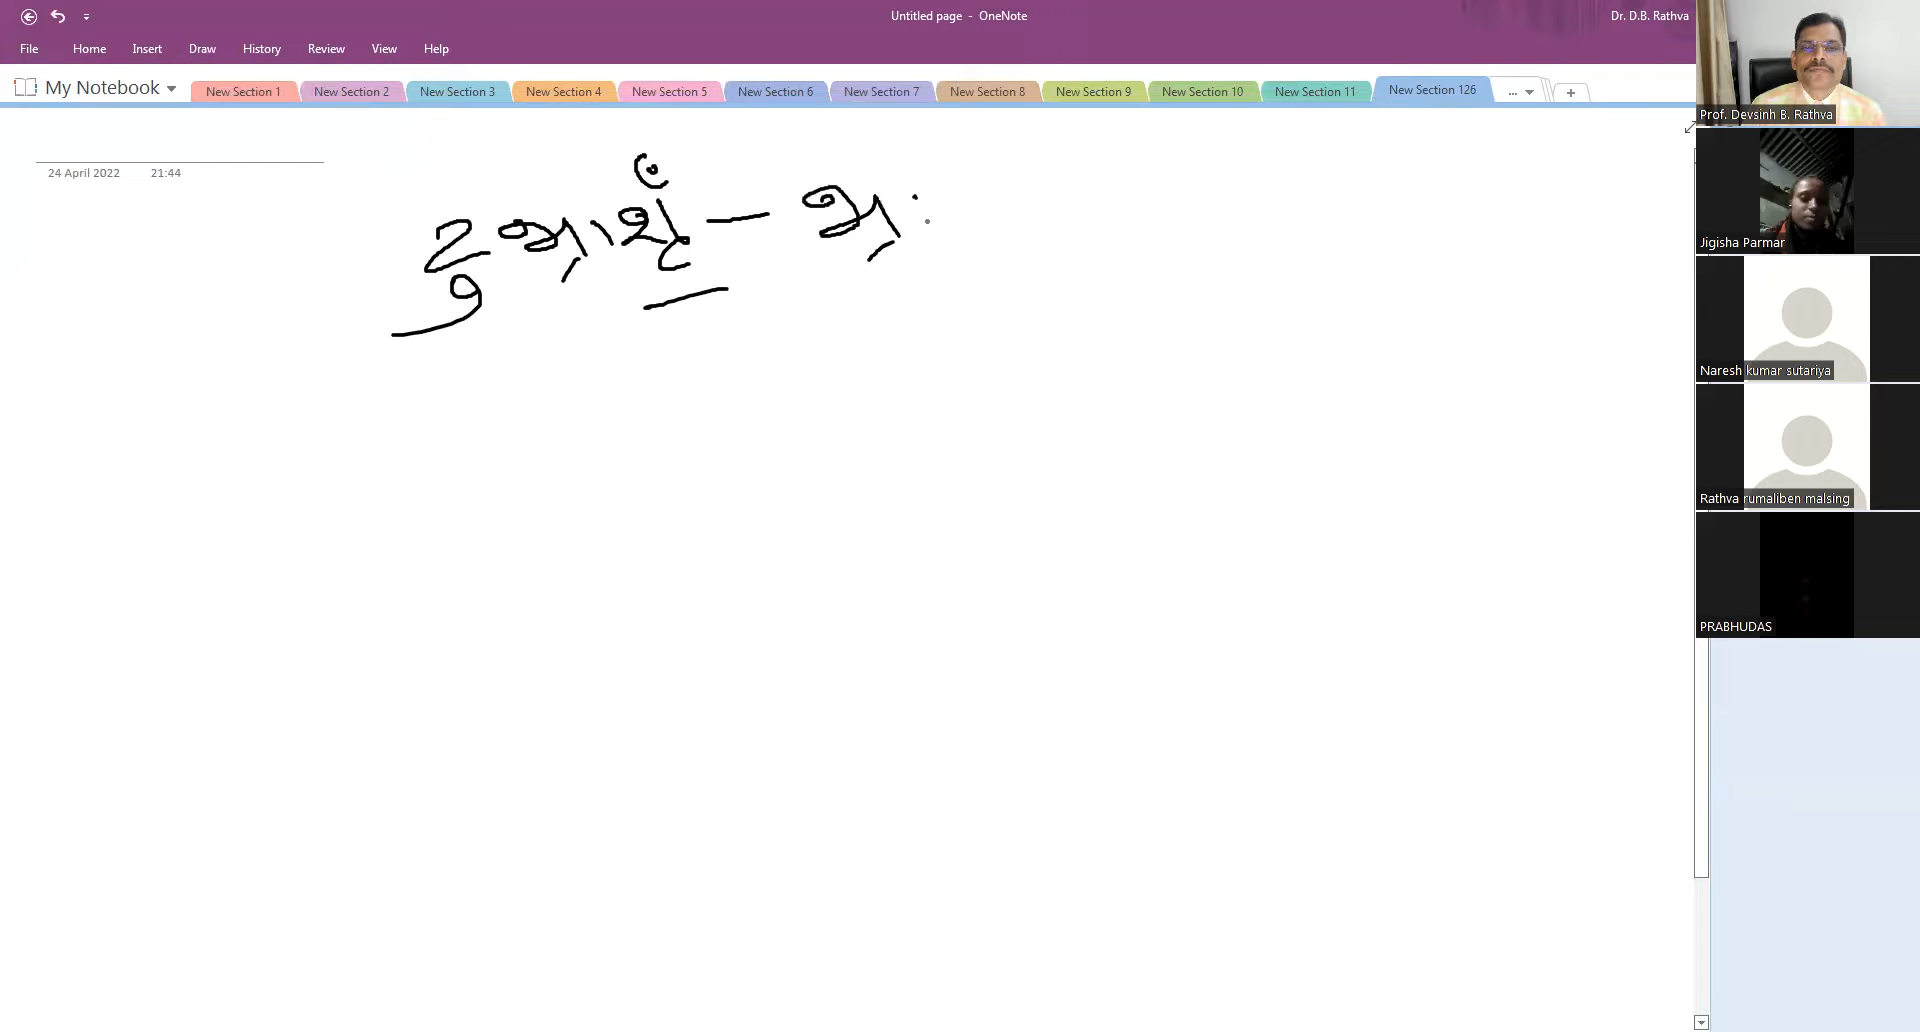 Untitled page - OneNote
Dr. D.B. Rathva
File Home Insert Draw History Review View Help
My Notebook New Section 1 New Section 2 New Section 3 New Section 4 New Section 5 New Section 6 New Section 7 New Section 8 New Section 9 New Section 10 New Section 11 New Section 126 ... +
24 April 2022 21:44
Prof. Devsinh B. Rathva
Jigisha Parmar
Naresh kumar sutariya
Rathva rumaliben malsing
PRABHUDAS